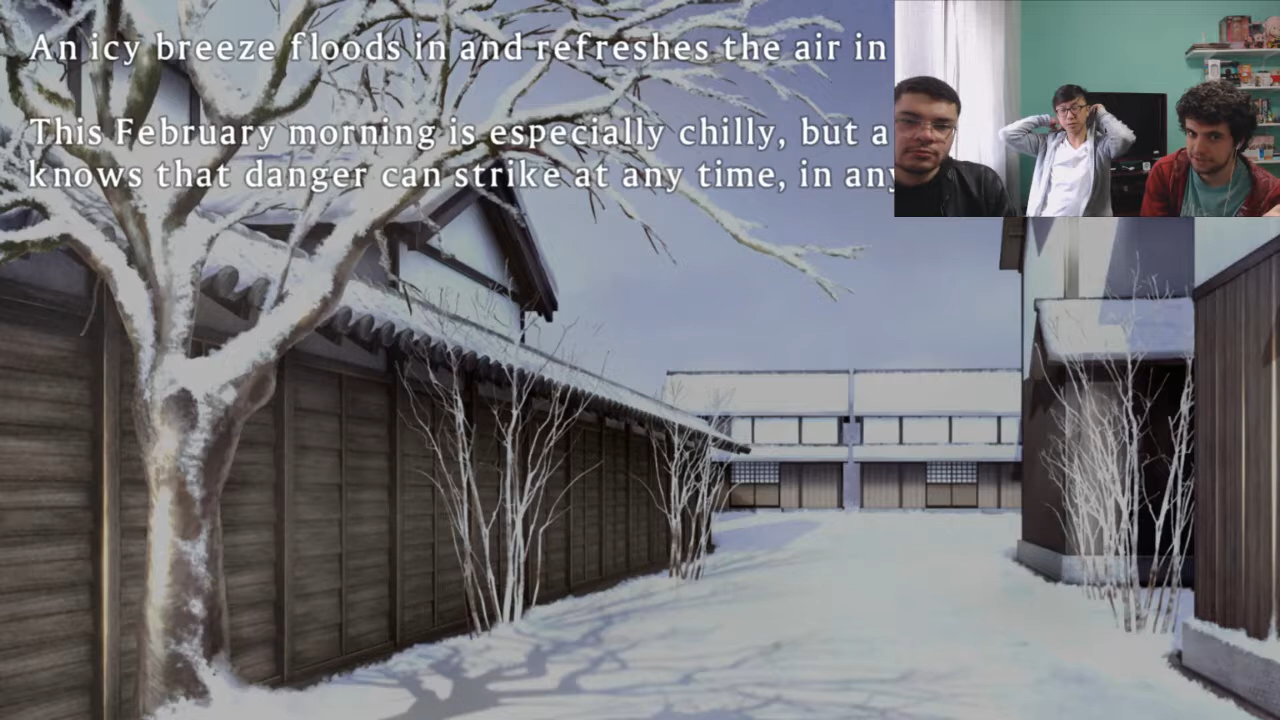 An icy breeze floods in and refreshes the air in
This February morning is especially chilly, but a
knows that danger can strike at any time, in any